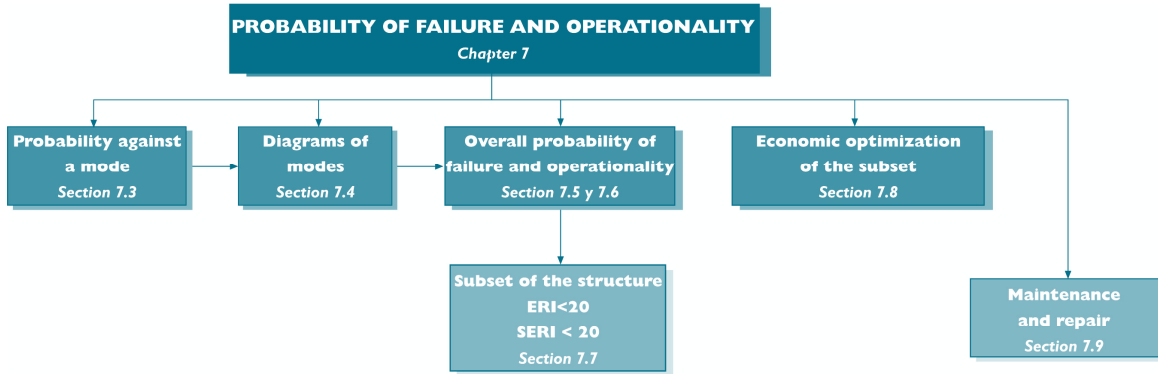 PROBABILITY OF FAILURE AND OPERATIONALITY
Chapter 7
Probability against
a mode
Section 7.3
Diagrams of
modes
Section 7.4
Overall probability of
failure and operationality
Section 7.5 y 7.6
Economic optimization
of the subset
Section 7.8
Subset of the structure
ERI<20
SERI < 20
Section 7.7
Maintenance
and repair
Section 7.9